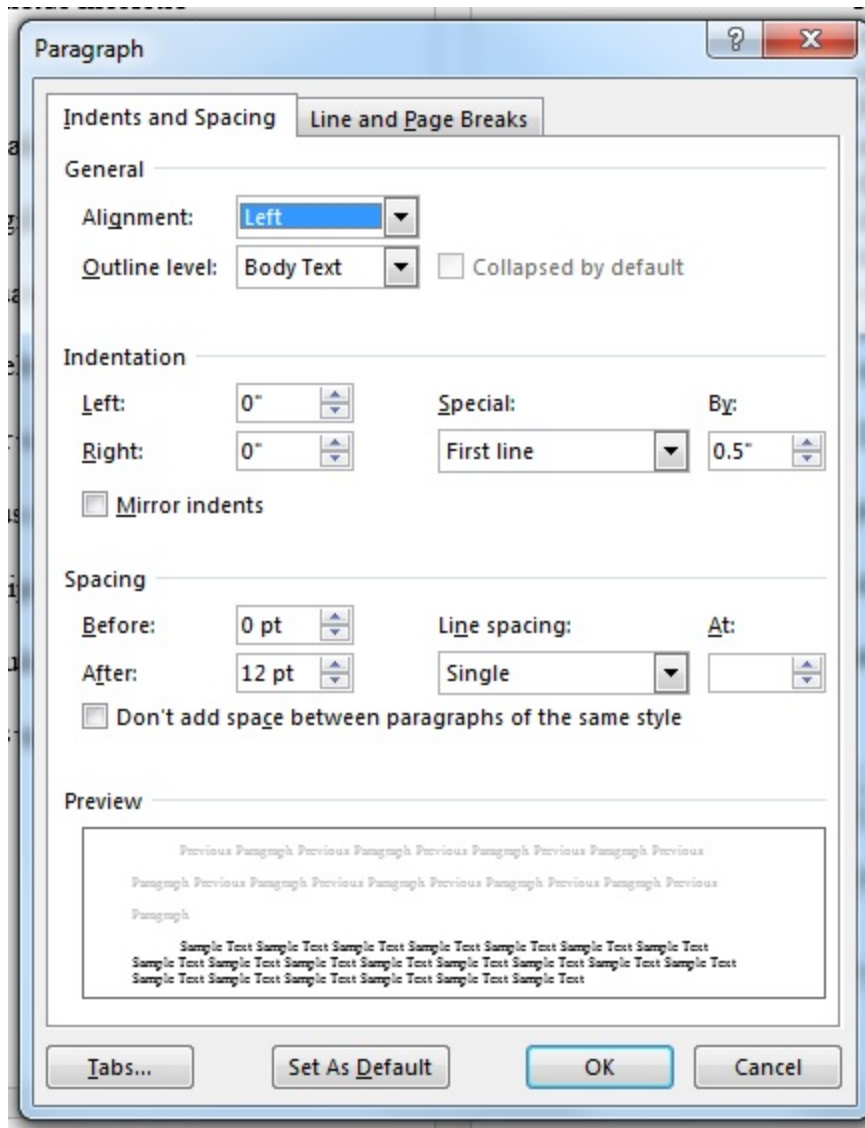 Paragraph
Indents and Spacing
Line and Page Breaks
General
Alignment: Left
Outline level: Body Text Collapsed by default
Indentation
Left: 0" Special: By:
Right: 0" First line 0.5"
Mirror indents
Spacing
Before: 0 pt Line spacing: At:
After: 12 pt Single
Don't add space between paragraphs of the same style
Preview
Previous Paragraph Previous Paragraph Previous Paragraph Previous Paragraph Previous
Paragraph Previous Paragraph Previous Paragraph Previous Paragraph Previous Paragraph Previous
Paragraph
Sample Text Sample Text Sample Text Sample Text Sample Text Sample Text Sample Text
Sample Text Sample Text Sample Text Sample Text Sample Text Sample Text Sample Text Sample Text
Sample Text Sample Text Sample Text Sample Text Sample Text Sample Text
Tabs... Set As Default OK Cancel